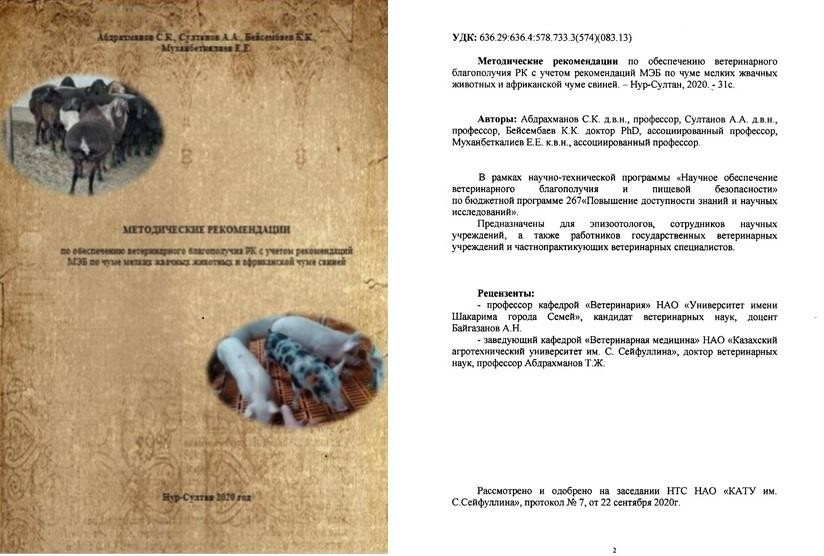 Абдрахманов С.К., Султанов А.А., Бейсембаев К.К.,
Муханбеткалиев Е.Е.
МЕТОДИЧЕСКИЕ РЕКОМЕНДАЦИИ
по обеспечению ветеринарного благополучия РК с учетом рекомендаций
МЭБ по чуме мелких жвачных животных и африканской чуме свиней
Нур-Султан 2020 год
УДК: 636.29:636.4:578.733.3(574)(083.13)
Методические рекомендации по обеспечению ветеринарного
благополучия РК с учетом рекомендаций МЭБ по чуме мелких жвачных
животных и африканской чуме свиней. – Нур-Султан, 2020. - 31с.
Авторы: Абдрахманов С.К. д.в.н., профессор, Султанов А.А. д.в.н.,
профессор, Бейсембаев К.К. доктор PhD, ассоциированный профессор,
Муханбеткалиев Е.Е. к.в.н., ассоциированный профессор.
В рамках научно-технической программы «Научное обеспечение
ветеринарного благополучия и пищевой безопасности»
по бюджетной программе 267«Повышение доступности знаний и научных
исследований».
Предназначены для эпизоотологов, сотрудников научных
учреждений, а также работников государственных ветеринарных
учреждений и частнопрактикующих ветеринарных специалистов.
Рецензенты:
- профессор кафедрой «Ветеринария» НАО «Университет имени
Шакарима города Семей», кандидат ветеринарных наук, доцент
Байгазанов А.Н.
- заведующий кафедрой «Ветеринарная медицина» НАО «Казахский
агротехнический университет им. С. Сейфуллина», доктор ветеринарных
наук, профессор Абдрахманов Т.Ж.
Рассмотрено и одобрено на заседании НТС НАО «КАТУ им.
С.Сейфуллина», протокол № 7, от 22 сентября 2020г.
2